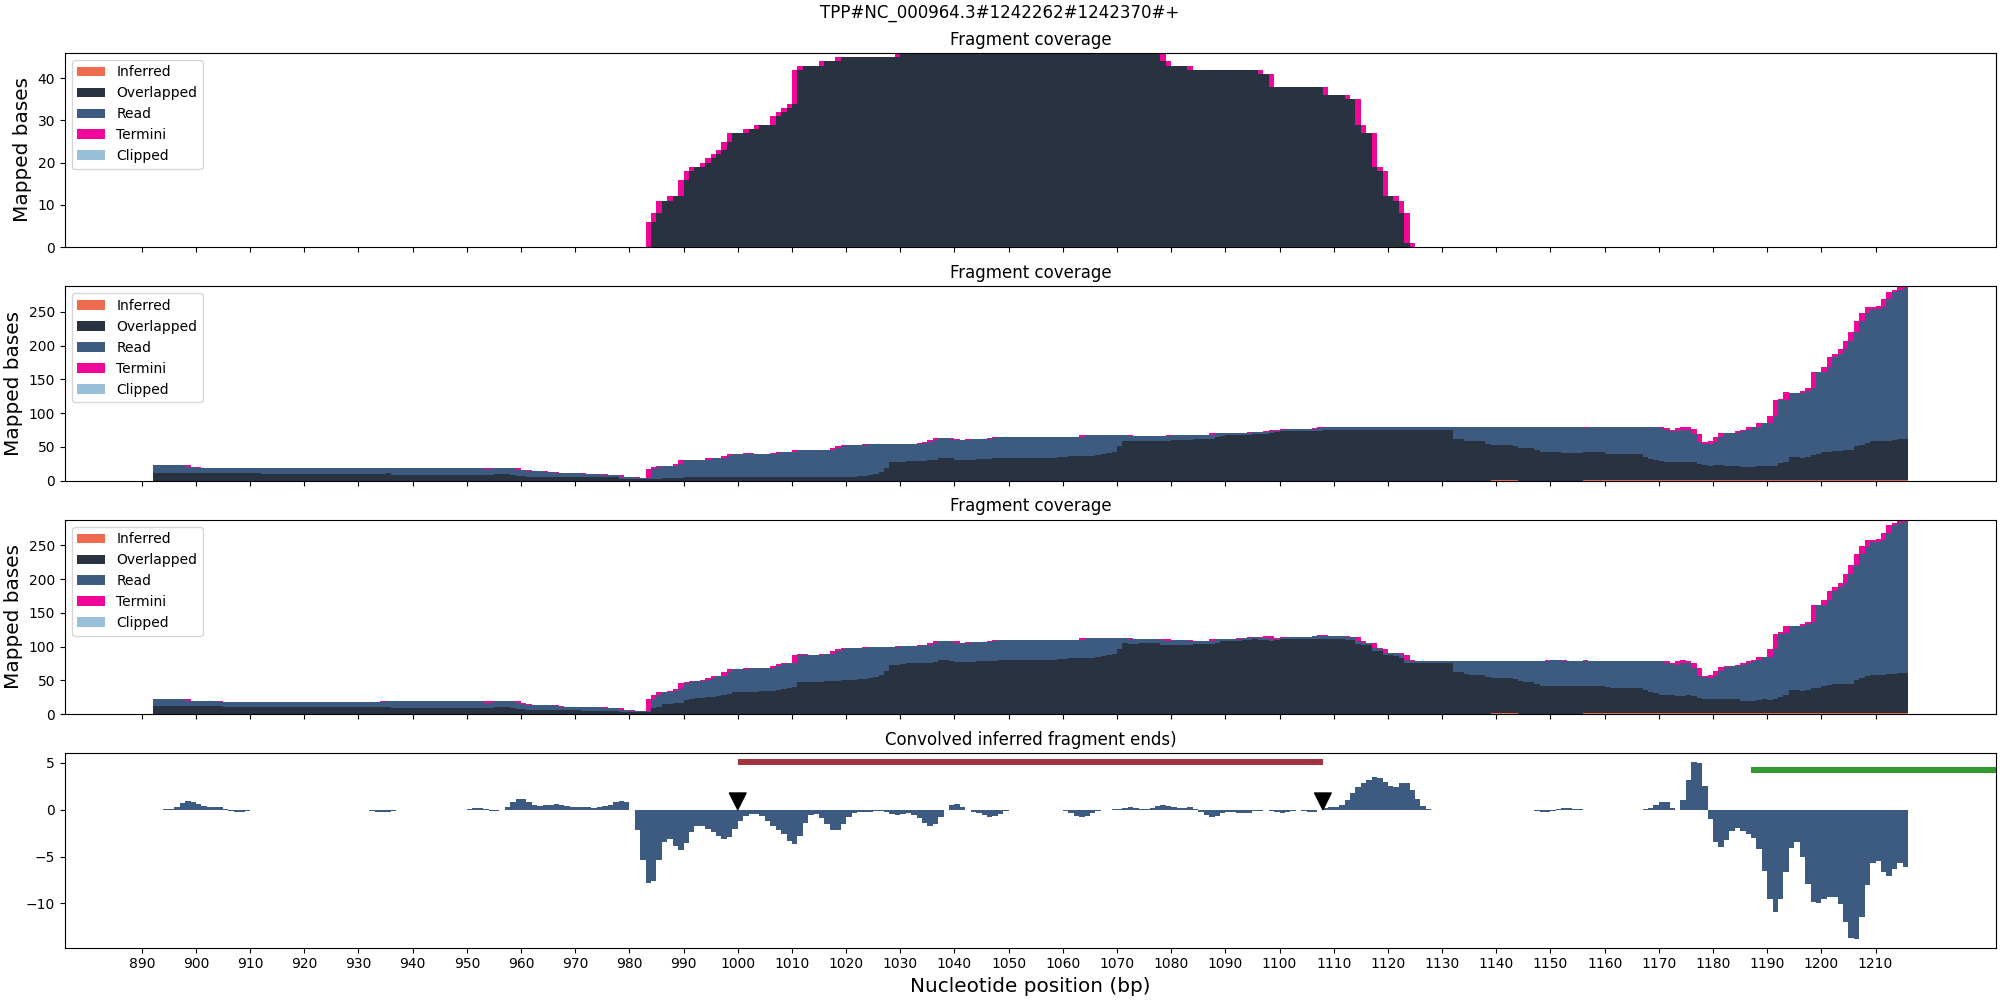 TPP#NC_000964.3#1242262#1242370#+
Fragment coverage
Mapped bases
40
30
20
10
0
Inferred
Overlapped
Read
Termini
Clipped
Fragment coverage
Mapped bases
250
200
150
100
50
0
Inferred
Overlapped
Read
Termini
Clipped
Fragment coverage
Mapped bases
250
200
150
100
50
0
Inferred
Overlapped
Read
Termini
Clipped
Convolved inferred fragment ends)
5
0
−5
−10
890 900 910 920 930 940 950 960 970 980 990 1000 1010 1020 1030 1040 1050 1060 1070 1080 1090 1100 1110 1120 1130 1140 1150 1160 1170 1180 1190 1200 1210
Nucleotide position (bp)